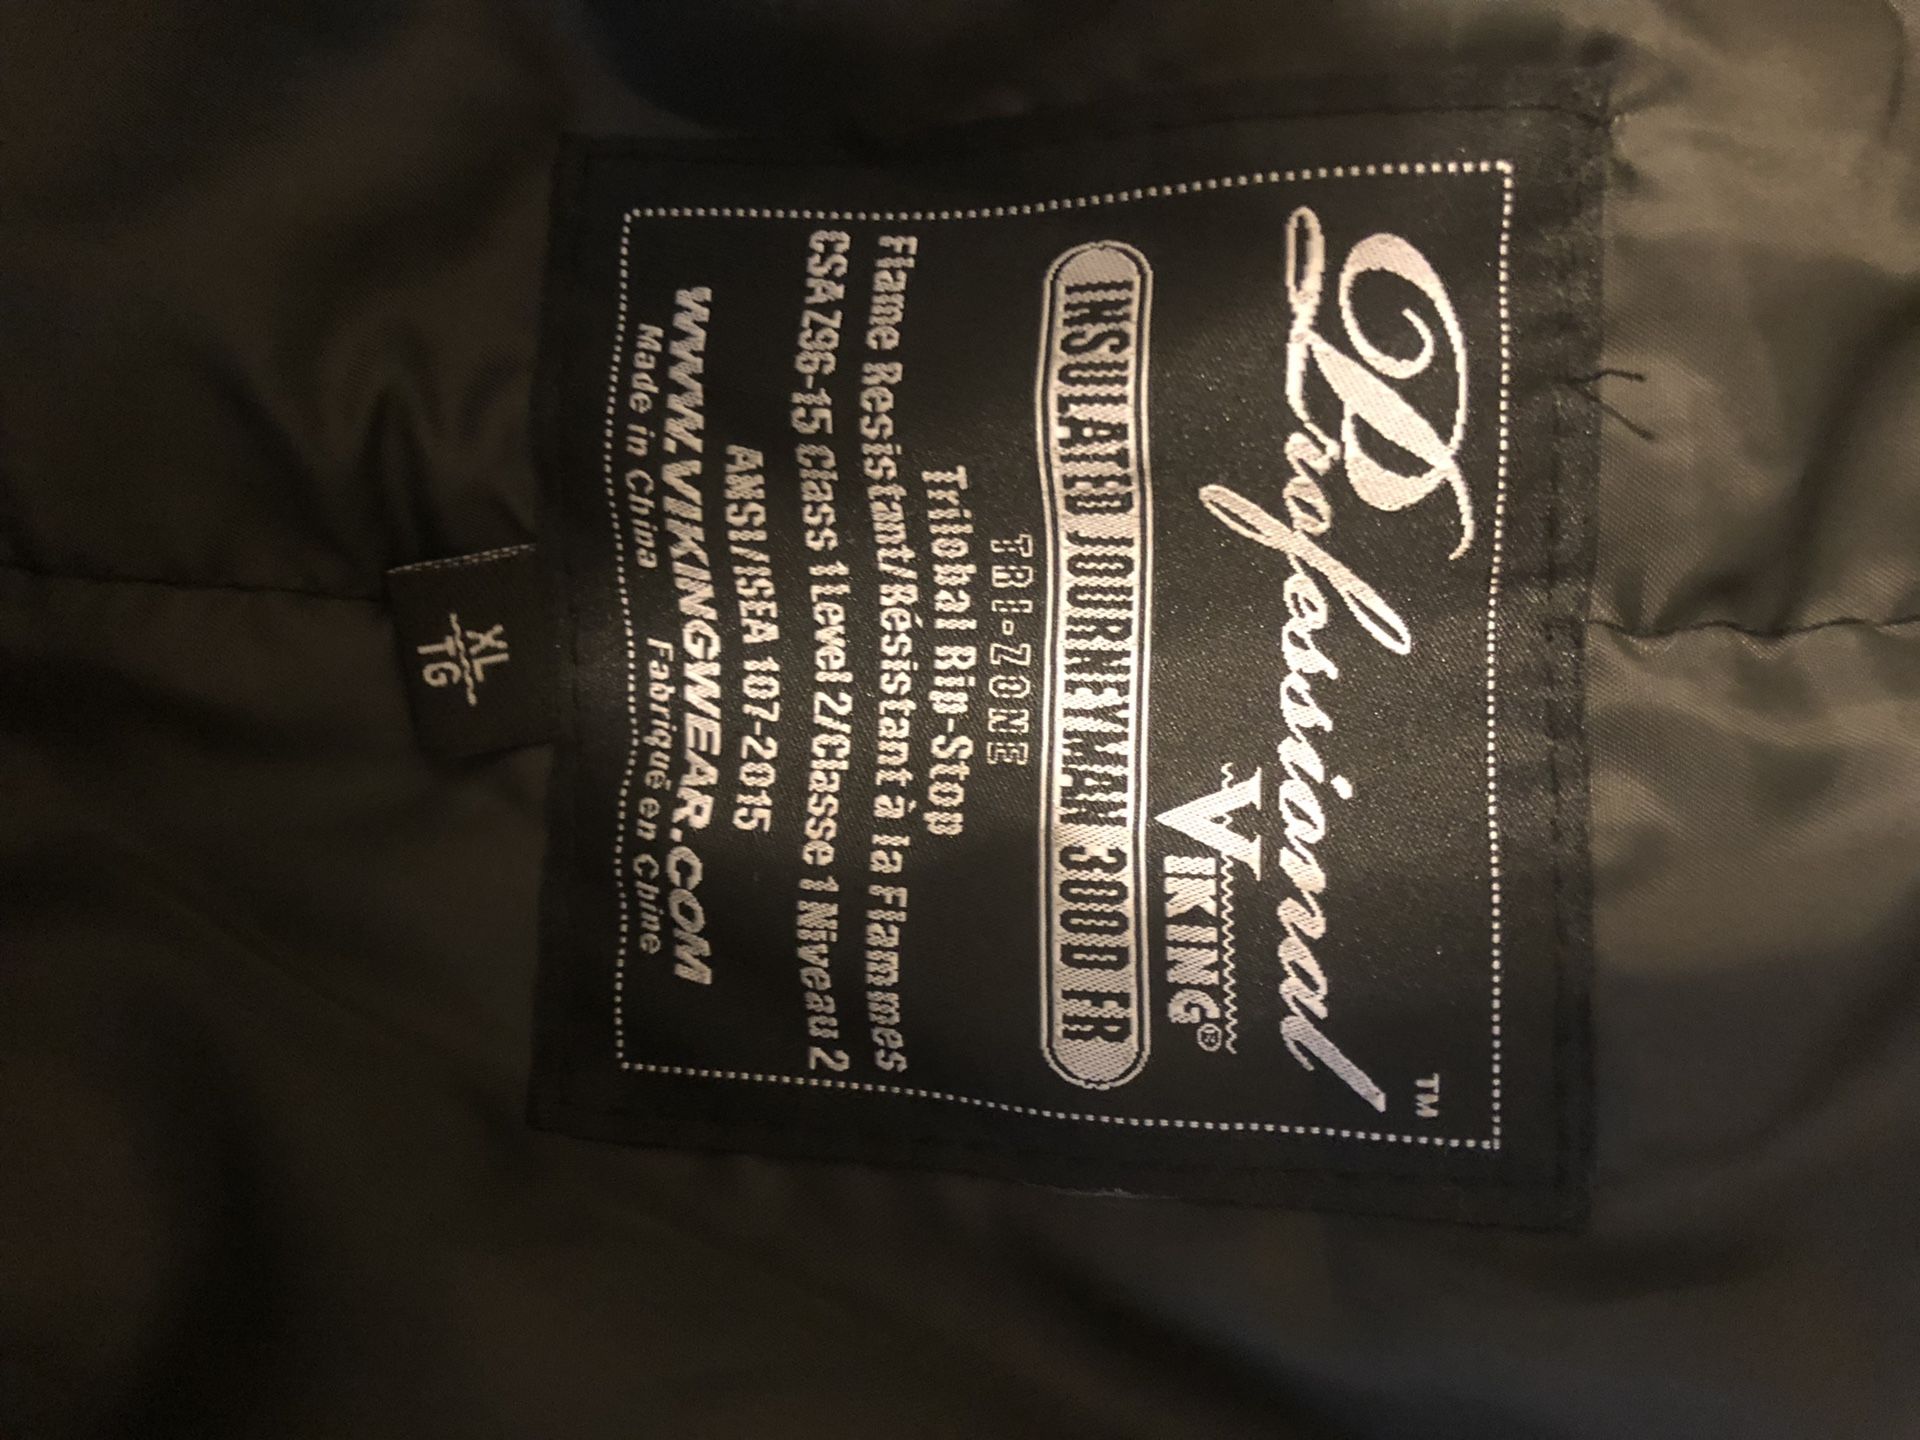 Professional™
VIKING®
INSULATED JOURNEYMAN 300D FR
TRI-ZONE
Trilobal Rip-Stop
Flame Resistant/Résistant à la Flammes
CSA Z96-15 Class 1 Level 2/Classe 1 Niveau 2
ANSI/ISEA 107-2015
WWW.VIKINGWEAR.COM
Made in China Fabriqué en Chine
XL
TG